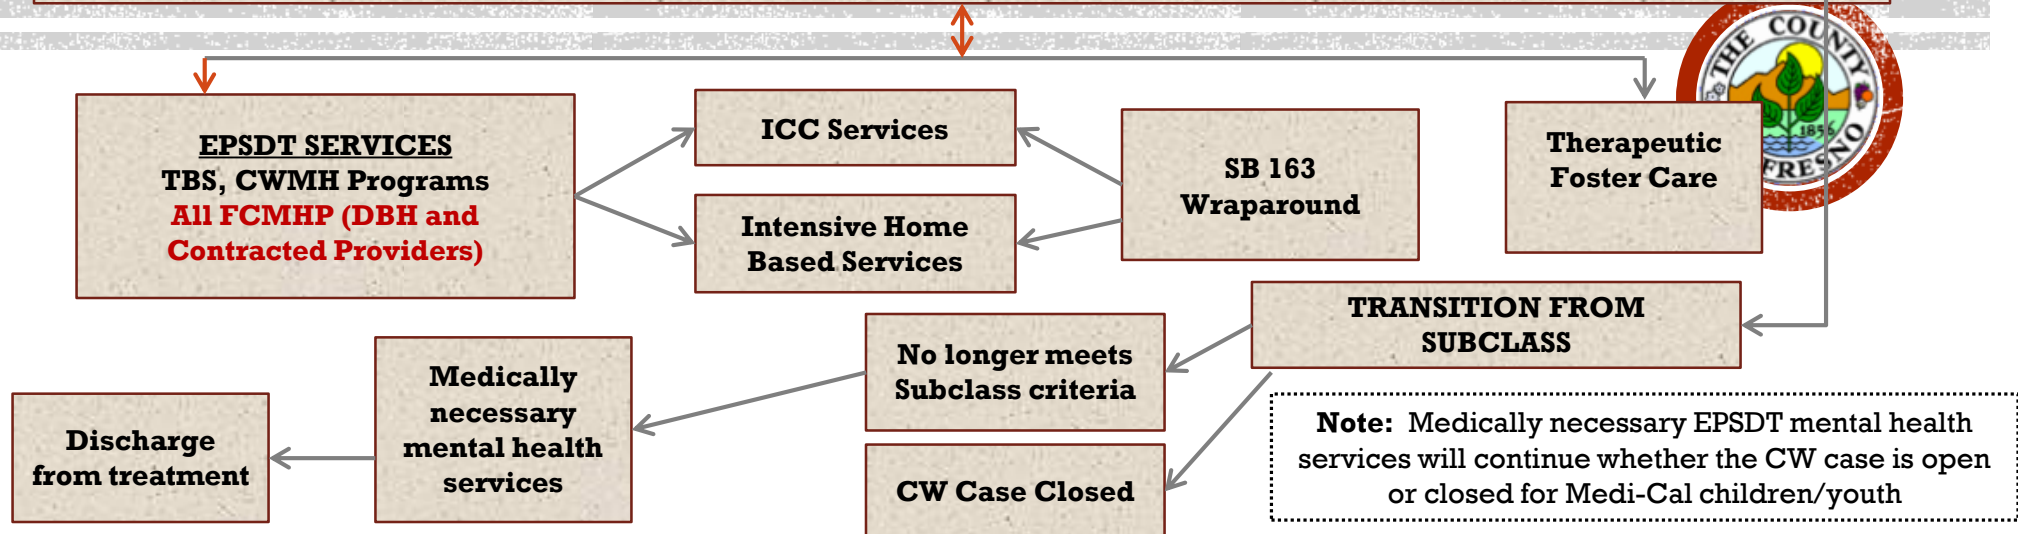 THE COUNTY
1856
FRESNO
EPSDT SERVICES
TBS, CWMH Programs
All FCMHP (DBH and
Contracted Providers)
ICC Services
Intensive Home
Based Services
SB 163
Wraparound
Therapeutic
Foster Care
TRANSITION FROM
SUBCLASS
No longer meets
Subclass criteria
CW Case Closed
Medically
necessary
mental health
services
Discharge
from treatment
Note: Medically necessary EPSDT mental health
services will continue whether the CW case is open
or closed for Medi-Cal children/youth